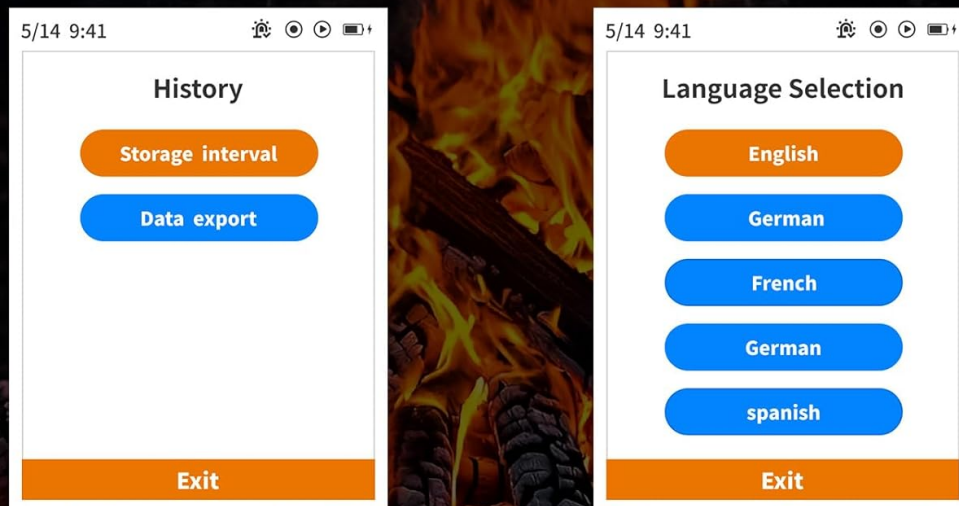 5/14 9:41
History
Storage interval
Data export
Exit
5/14 9:41
Language Selection
English
German
French
German
spanish
Exit